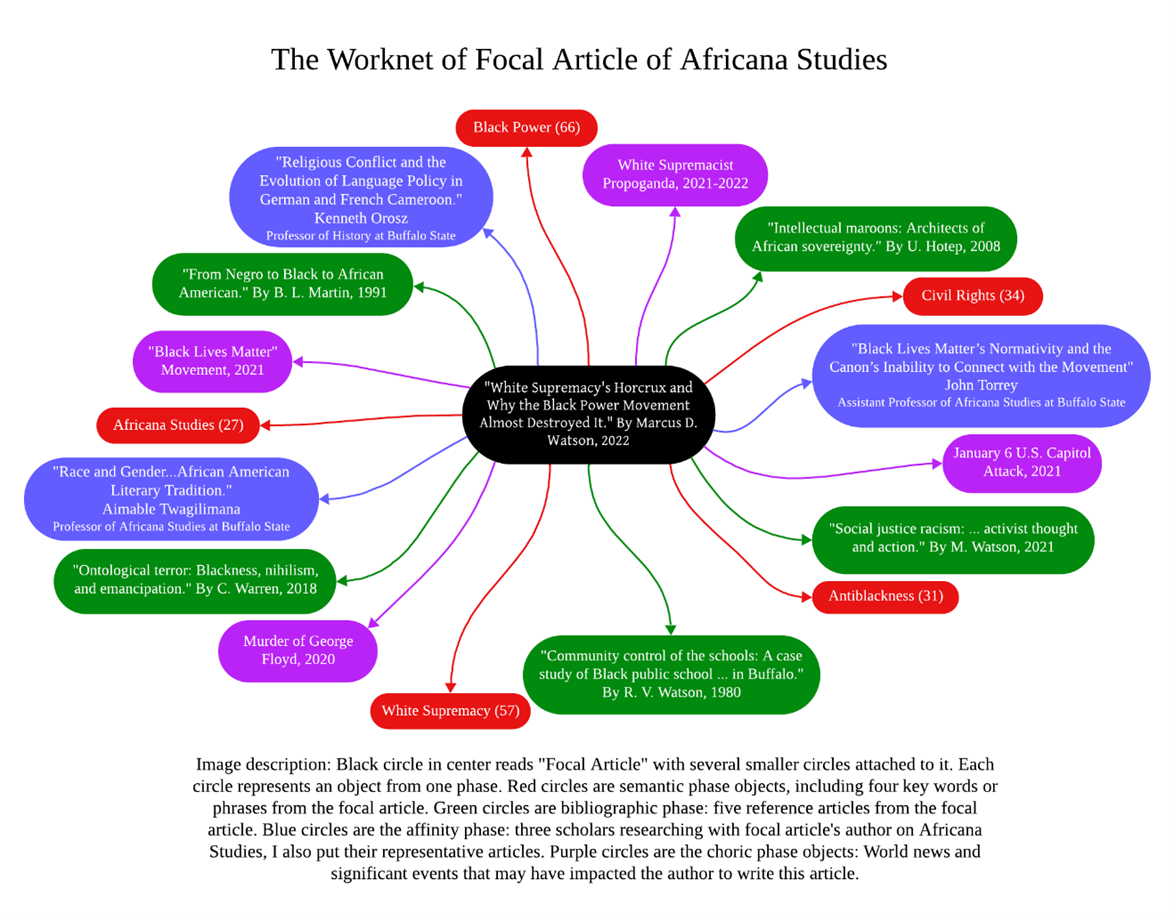 The Worknet of Focal Article of Africana Studies
Black Power (66)
White Supremacist
Propoganda, 2021-2022
"Religious Conflict and the
Evolution of Language Policy in
German and French Cameroon."
Kenneth Orosz
Professor of History at Buffalo State
"Intellectual maroons: Architects of
African sovereignty." By U. Hotep, 2008
"From Negro to Black to African
American." By B. L. Martin, 1991
Civil Rights (34)
"Black Lives Matter"
Movement, 2021
"Black Lives Matter’s Normativity and the
Canon’s Inability to Connect with the Movement"
John Torrey
Assistant Professor of Africana Studies at Buffalo State
"White Supremacy's Horcrux and
Why the Black Power Movement
Almost Destroyed It." By Marcus D.
Watson, 2022
Africana Studies (27)
January 6 U.S. Capitol
Attack, 2021
"Race and Gender...African American
Literary Tradition."
Aimable Twagilimana
Professor of Africana Studies at Buffalo State
"Social justice racism: ... activist thought
and action." By M. Watson, 2021
"Ontological terror: Blackness, nihilism,
and emancipation." By C. Warren, 2018
Antiblackness (31)
Murder of George
Floyd, 2020
"Community control of the schools: A case
study of Black public school ... in Buffalo."
By R. V. Watson, 1980
White Supremacy (57)
Image description: Black circle in center reads "Focal Article" with several smaller circles attached to it. Each
circle represents an object from one phase. Red circles are semantic phase objects, including four key words or
phrases from the focal article. Green circles are bibliographic phase: five reference articles from the focal
article. Blue circles are the affinity phase: three scholars researching with focal article's author on Africana
Studies, I also put their representative articles. Purple circles are the choric phase objects: World news and
significant events that may have impacted the author to write this article.